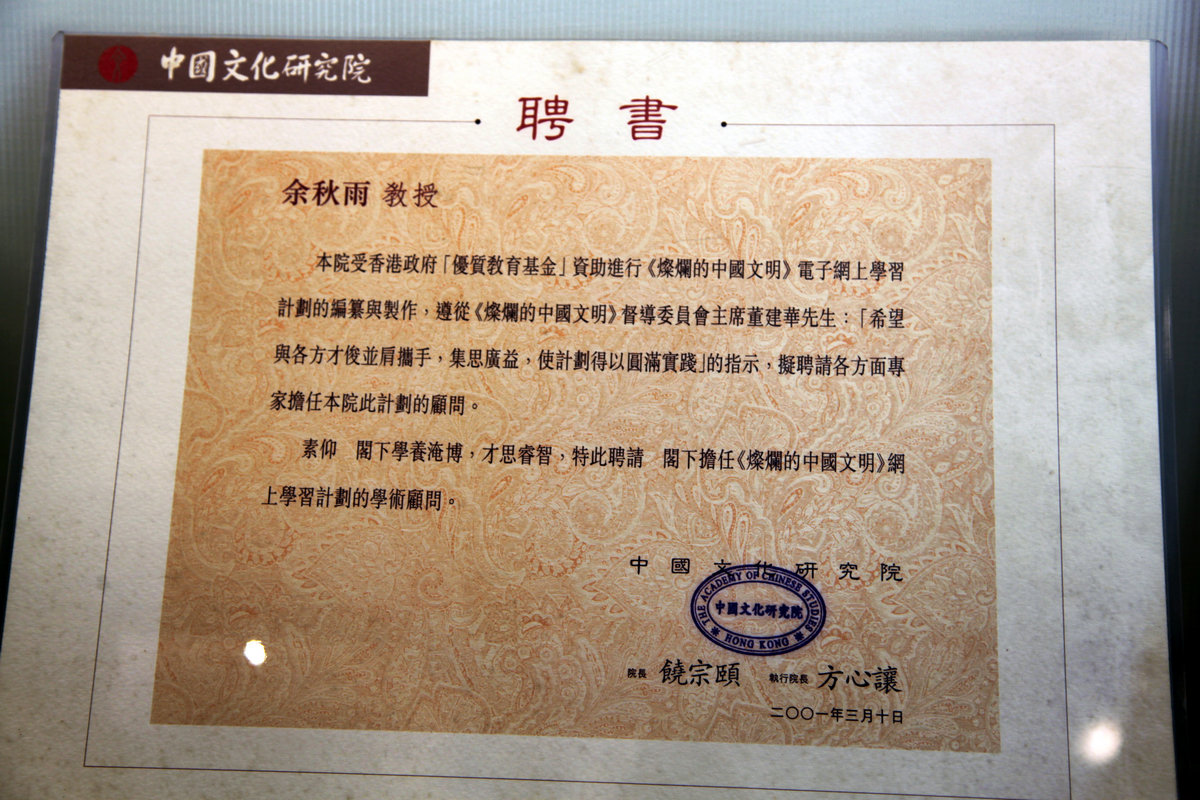 中國文化研究院
聘書
余秋雨 教授
本院受香港政府「優質教育基金」資助進行《燦爛的中國文明》電子網上學習
計劃的編纂與製作，遵從《燦爛的中國文明》督導委員會主席董建華先生：「希望
與各方才俊並肩攜手，集思廣益，使計劃得以圓滿實踐」的指示，擬聘請各方面專
家擔任本院此計劃的顧問。
素仰　閣下學養淹博，才思睿智，特此聘請　閣下擔任《燦爛的中國文明》網
上學習計劃的學術顧問。
中國文化研究院
THE ACADEMY OF CHINESE STUDIES
中國文化研究院
HONG KONG
院長 饒宗頤 執行院長 方心讓
二〇〇一年三月十日